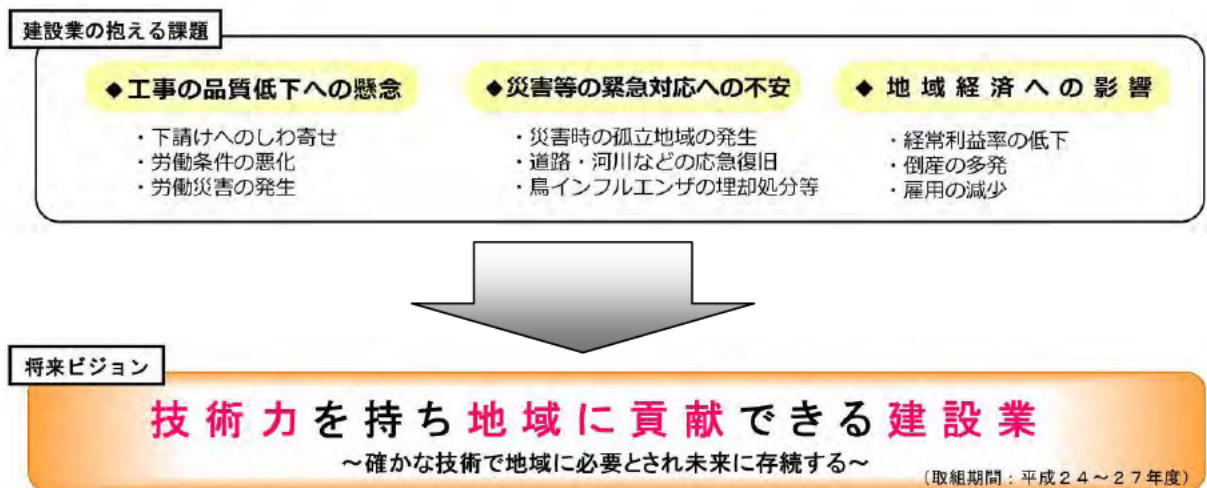 建設業の抱える課題
◆工事の品質低下への懸念
・下請けへのしわ寄せ
・労働条件の悪化
・労働災害の発生
◆災害等の緊急対応への不安
・災害時の孤立地域の発生
・道路・河川などの応急復旧
・鳥インフルエンザの埋却処分等
◆地域経済への影響
・経常利益率の低下
・倒産の多発
・雇用の減少
将来ビジョン
技術力を持ち地域に貢献できる建設業
～確かな技術で地域に必要とされ未来に存続する～
（取組期間：平成２４～２７年度）